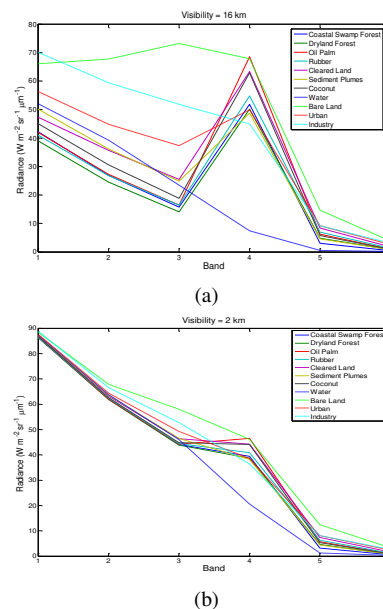 Visibility = 16 km
80
70
60
50
40
30
20
10
0
Radiance (W m⁻² sr⁻¹ µm⁻¹)
1 2 3 4 5
Band
Coastal Swamp Forest
Dryland Forest
Oil Palm
Rubber
Cleared Land
Sediment Plumes
Coconut
Water
Bare Land
Urban
Industry
(a)
Visibility = 2 km
90
80
70
60
50
40
30
20
10
0
Radiance (W m⁻² sr⁻¹ µm⁻¹)
1 2 3 4 5
Band
Coastal Swamp Forest
Dryland Forest
Oil Palm
Rubber
Cleared Land
Sediment Plumes
Coconut
Water
Bare Land
Urban
Industry
(b)